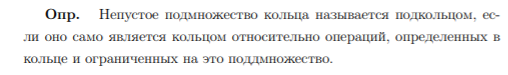 Опр. Непустое подмножество кольца называется подкольцом, ес-
ли оно само является кольцом относительно операций, определенных в
кольце и ограниченных на это поддмножество.